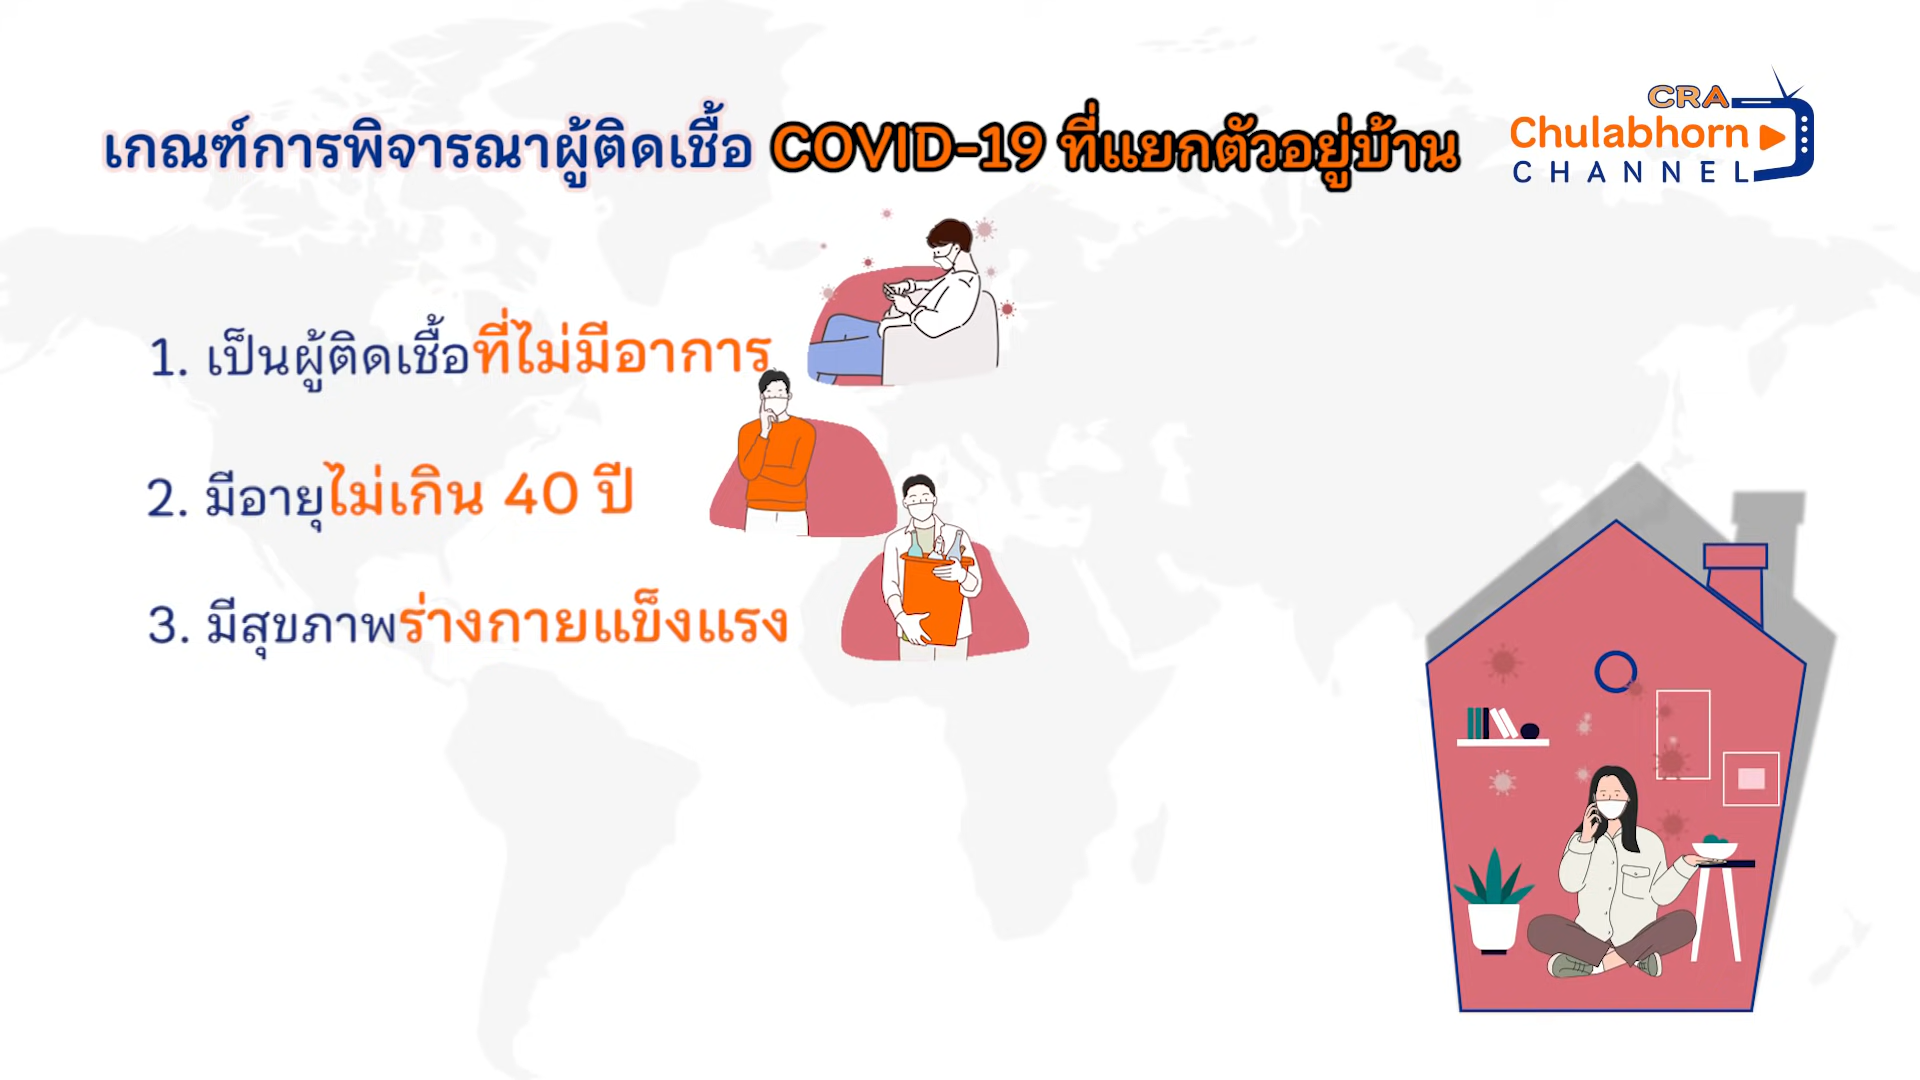 เกณฑ์การพิจารณาผู้ติดเชื้อ COVID-19 ที่แยกตัวอยู่บ้าน
CRA
Chulabhorn
CHANNEL
1. เป็นผู้ติดเชื้อที่ไม่มีอาการ
2. มีอายุไม่เกิน 40 ปี
3. มีสุขภาพร่างกายแข็งแรง